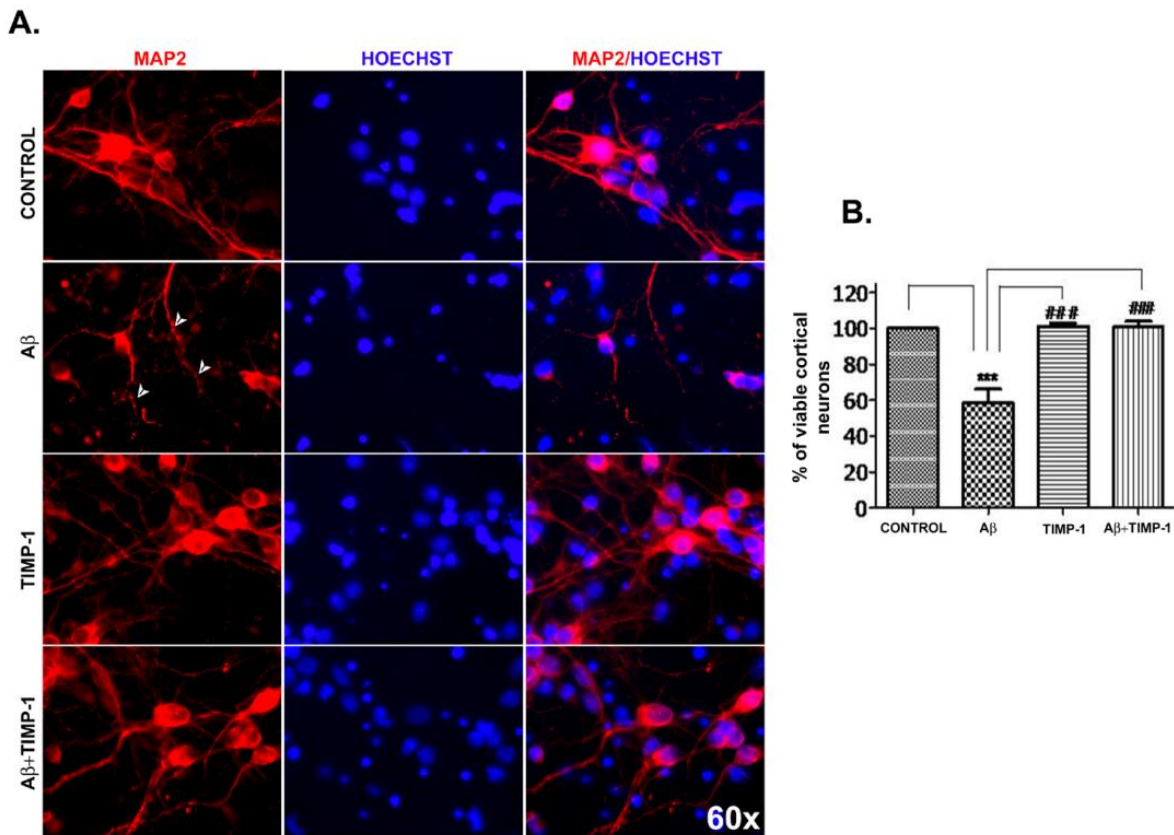 A.
MAP2 HOECHST MAP2/HOECHST
CONTROL
Aβ
TIMP-1
Aβ+TIMP-1
60x
B.
% of viable cortical
neurons
120
100
80
60
40
20
0
***
###
###
CONTROL Aβ TIMP-1 Aβ+TIMP-1